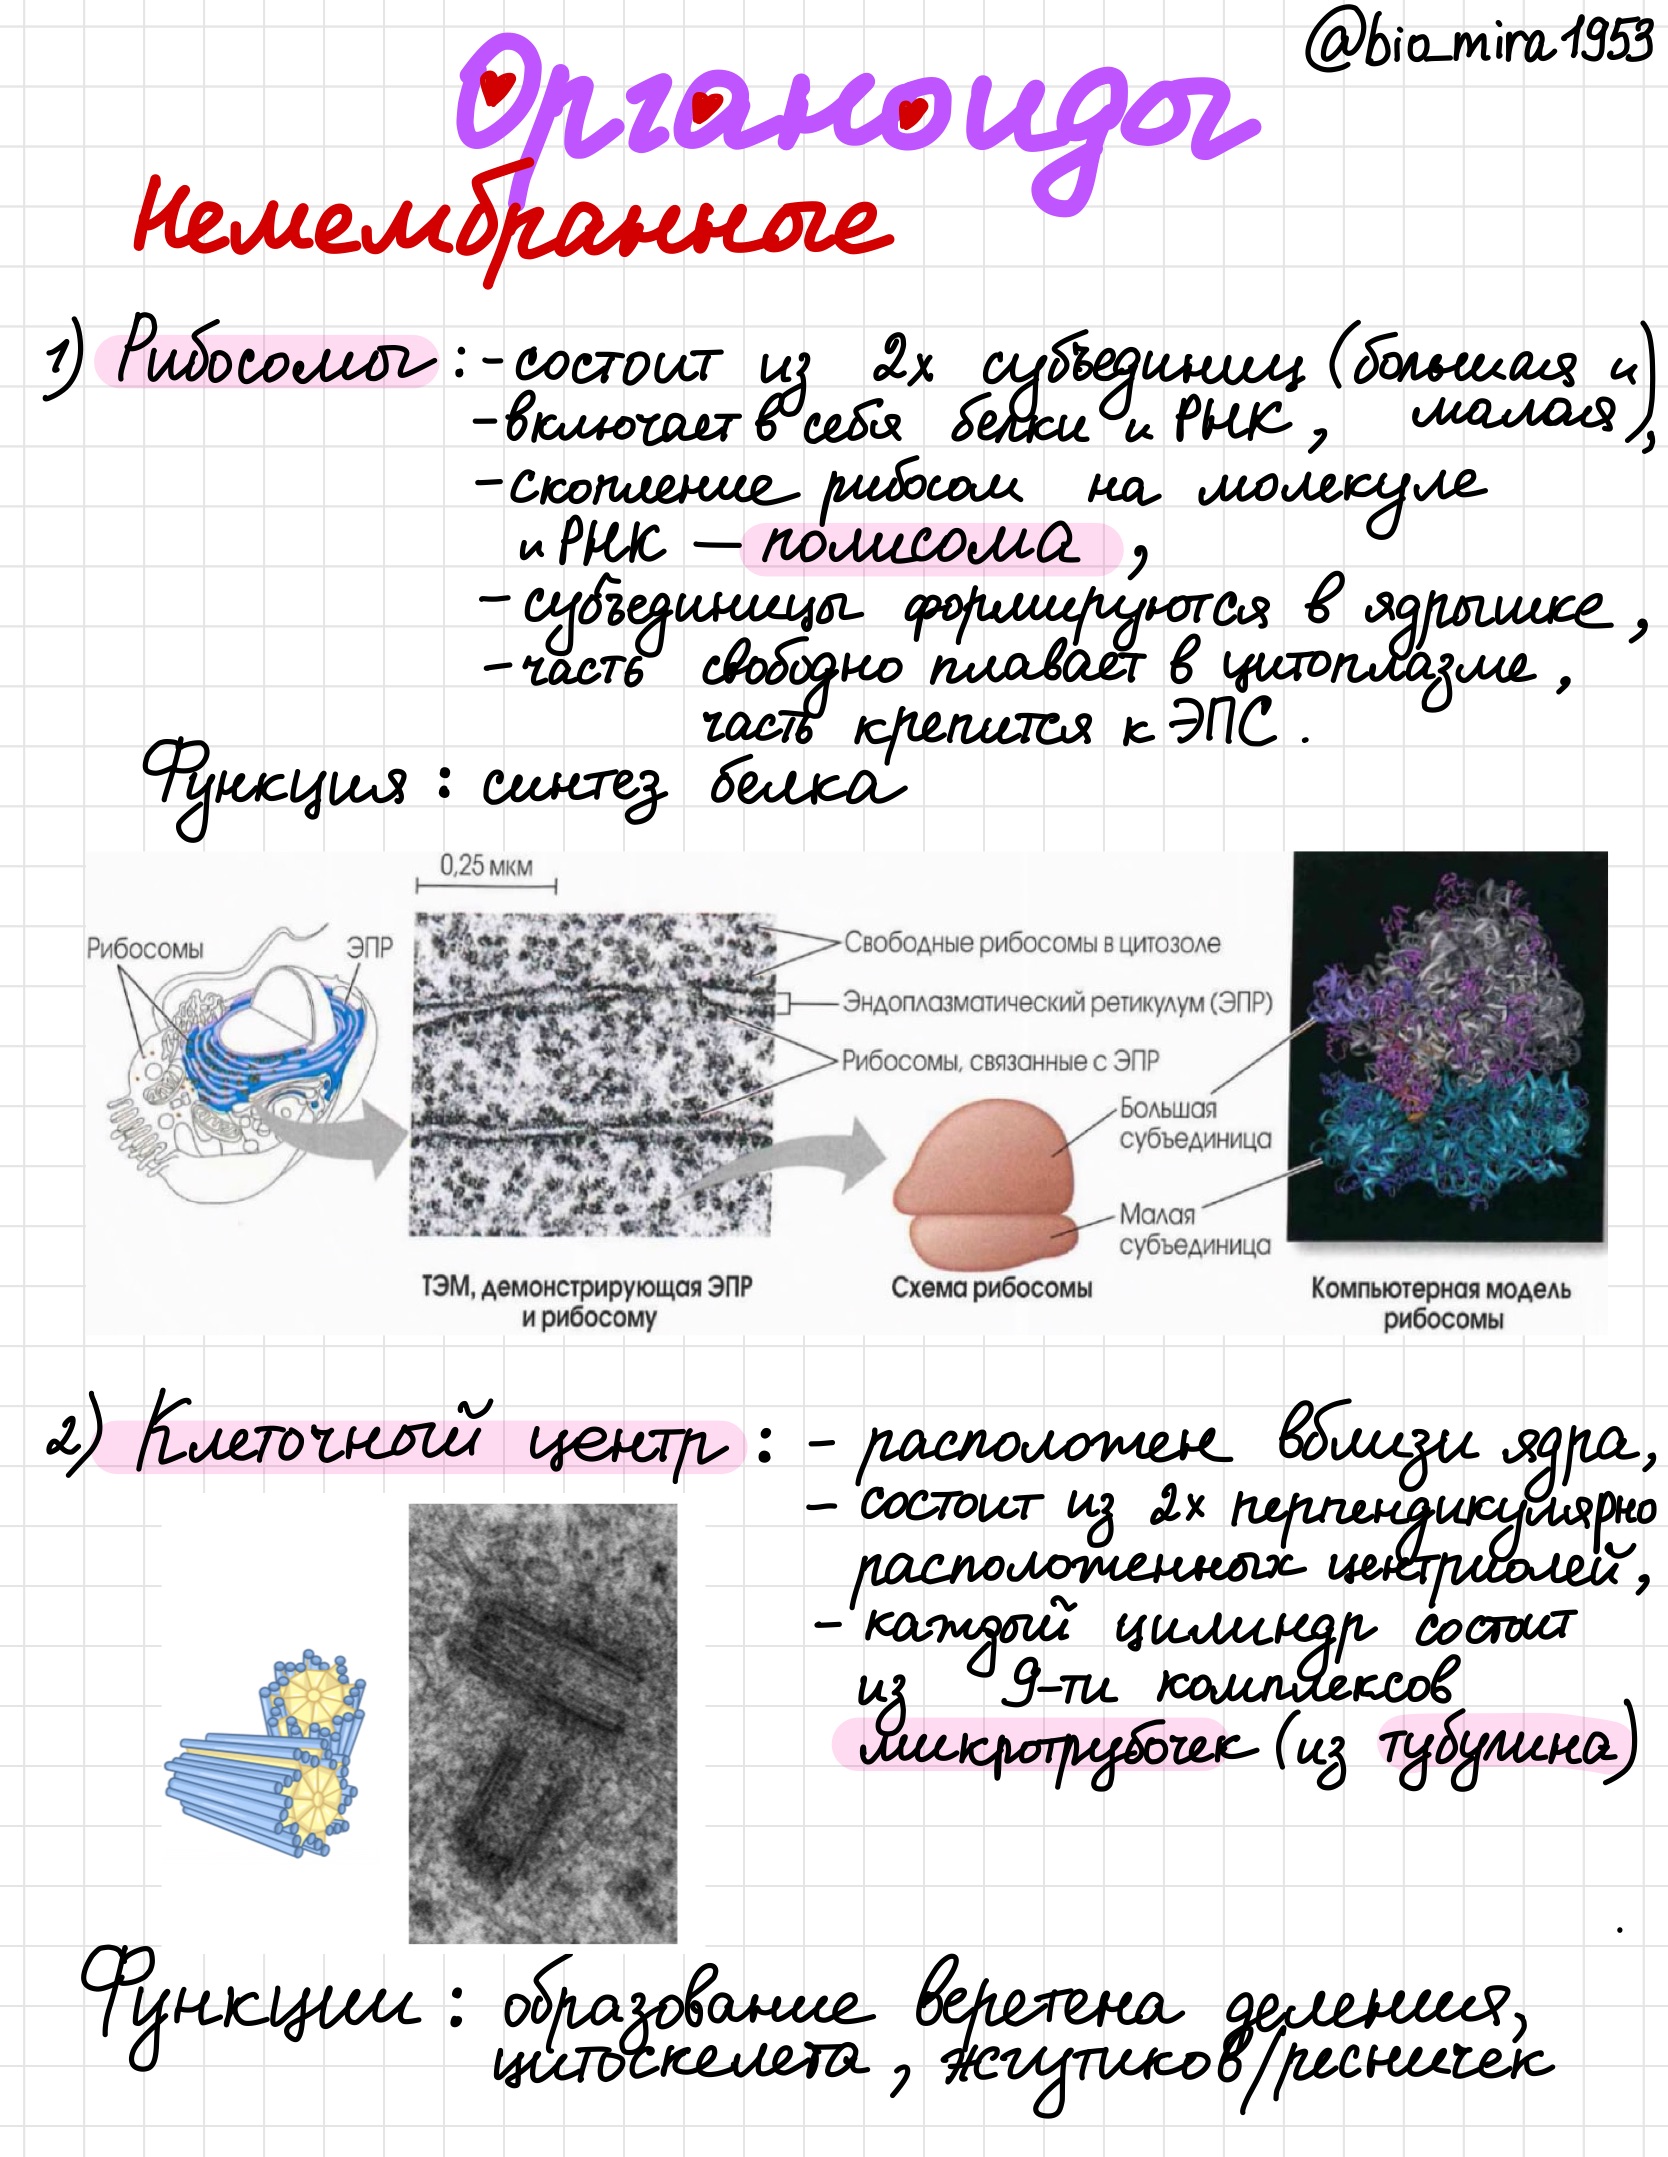 @bio_mira1953
Органоиды
Немембранные
1) Рибосомы : - состоит из 2х субъединиц (большая и
малая),
- включает в себя белки и РНК,
- скопление рибосом на молекуле
и РНК — полисома ,
- субъединицы формируются в ядрышке,
- часть свободно плавает в цитоплазме,
часть крепится к ЭПС .
Функция : синтез белка
0,25 мкм
Рибосомы
ЭПР
Свободные рибосомы в цитозоле
Эндоплазматический ретикулум (ЭПР)
Рибосомы, связанные с ЭПР
Большая
субъединица
Малая
субъединица
ТЭМ, демонстрирующая ЭПР
и рибосому
Схема рибосомы
Компьютерная модель
рибосомы
2) Клеточный центр : - расположен вблизи ядра,
- состоит из 2х перпендикулярно
расположенных центриолей,
- каждый цилиндр состоит
из 9-ти комплексов
микротрубочек (из тубулина)
Функции : образование веретена деления,
цитоскелета, жгутиков/ресничек